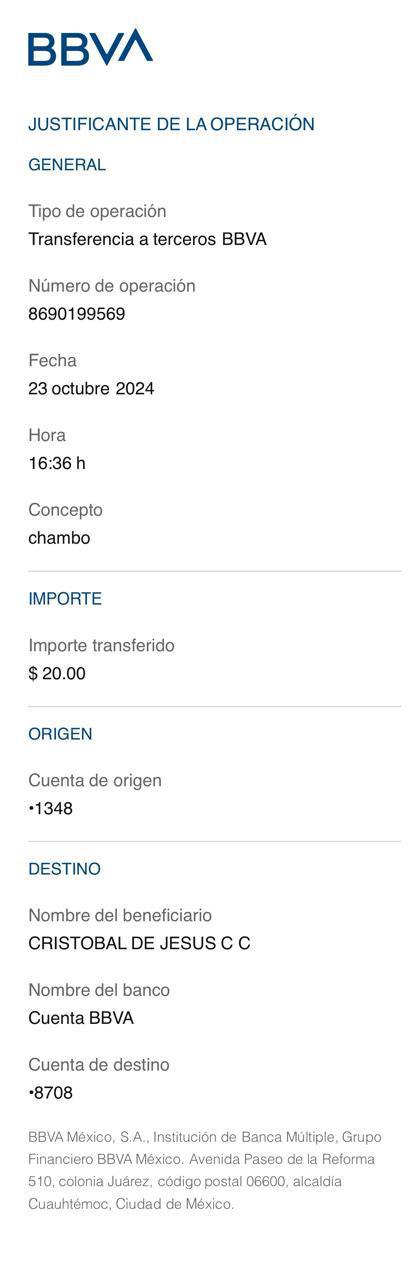 BBVA
JUSTIFICANTE DE LA OPERACIÓN
GENERAL
Tipo de operación
Transferencia a terceros BBVA
Número de operación
8690199569
Fecha
23 octubre 2024
Hora
16:36 h
Concepto
chambo
IMPORTE
Importe transferido
$ 20.00
ORIGEN
Cuenta de origen
•1348
DESTINO
Nombre del beneficiario
CRISTOBAL DE JESUS C C
Nombre del banco
Cuenta BBVA
Cuenta de destino
•8708
BBVA México, S.A., Institución de Banca Múltiple, Grupo
Financiero BBVA México. Avenida Paseo de la Reforma
510, colonia Juárez, código postal 06600, alcaldía
Cuauhtémoc, Ciudad de México.